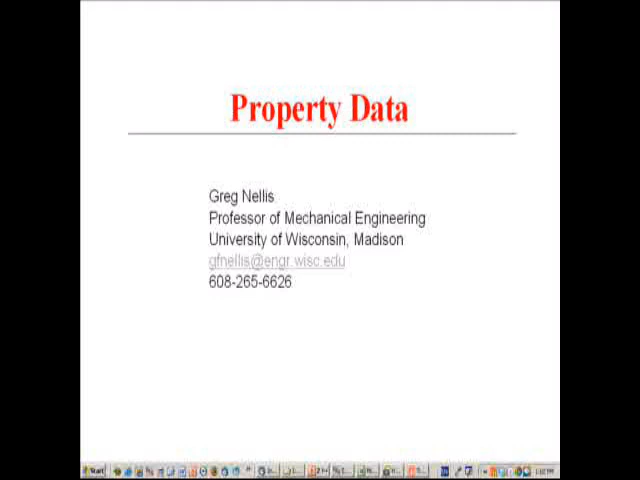 Property Data
Greg Nellis
Professor of Mechanical Engineering
University of Wisconsin, Madison
gfnellis@engr.wisc.edu
608-265-6626
Start